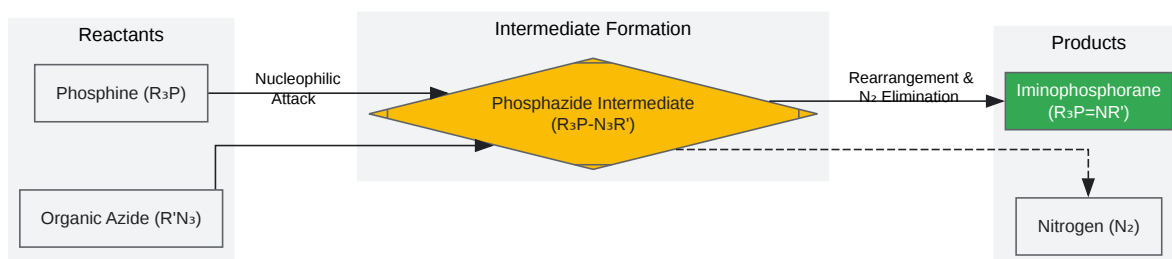 Reactants
Intermediate Formation
Products
Phosphine (R₃P)
Nucleophilic
Attack
Phosphazide Intermediate
(R₃P-N₃R')
Rearrangement &
N₂ Elimination
Iminophosphorane
(R₃P=NR')
Organic Azide (R'N₃)
Nitrogen (N₂)